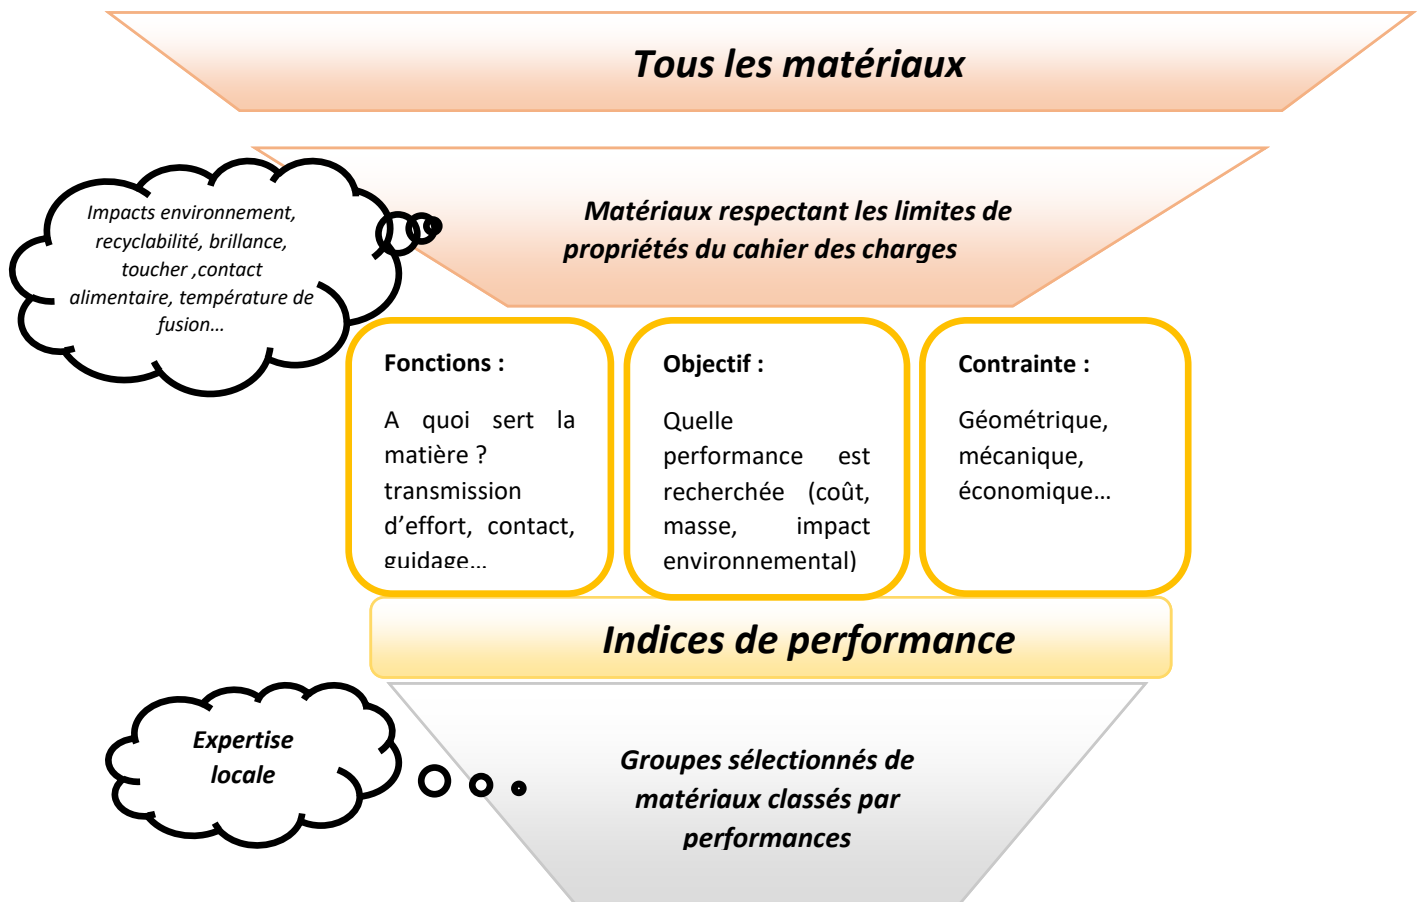 Tous les matériaux
Impacts environnement,
recyclabilité, brillance,
toucher ,contact
alimentaire, température de
fusion...
Matériaux respectant les limites de
propriétés du cahier des charges
Fonctions :
A quoi sert la
matière ?
transmission
d’effort, contact,
guidage...
Objectif :
Quelle
performance est
recherchée (coût,
masse, impact
environnemental)
Contrainte :
Géométrique,
mécanique,
économique...
Indices de performance
Expertise
locale
Groupes sélectionnés de
matériaux classés par
performances